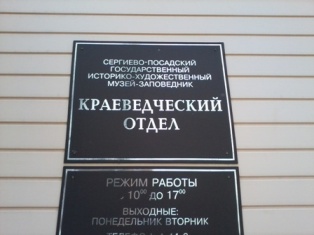 СЕРГИЕВО-ПОСАДСКИЙ
ГОСУДАРСТВЕННЫЙ
ИСТОРИКО-ХУДОЖЕСТВЕННЫЙ
МУЗЕЙ-ЗАПОВЕДНИК
КРАЕВЕДЧЕСКИЙ
ОТДЕЛ
РЕЖИМ РАБОТЫ
с 10⁰⁰ до 17⁰⁰
ВЫХОДНЫЕ:
ПОНЕДЕЛЬНИК ВТОРНИК